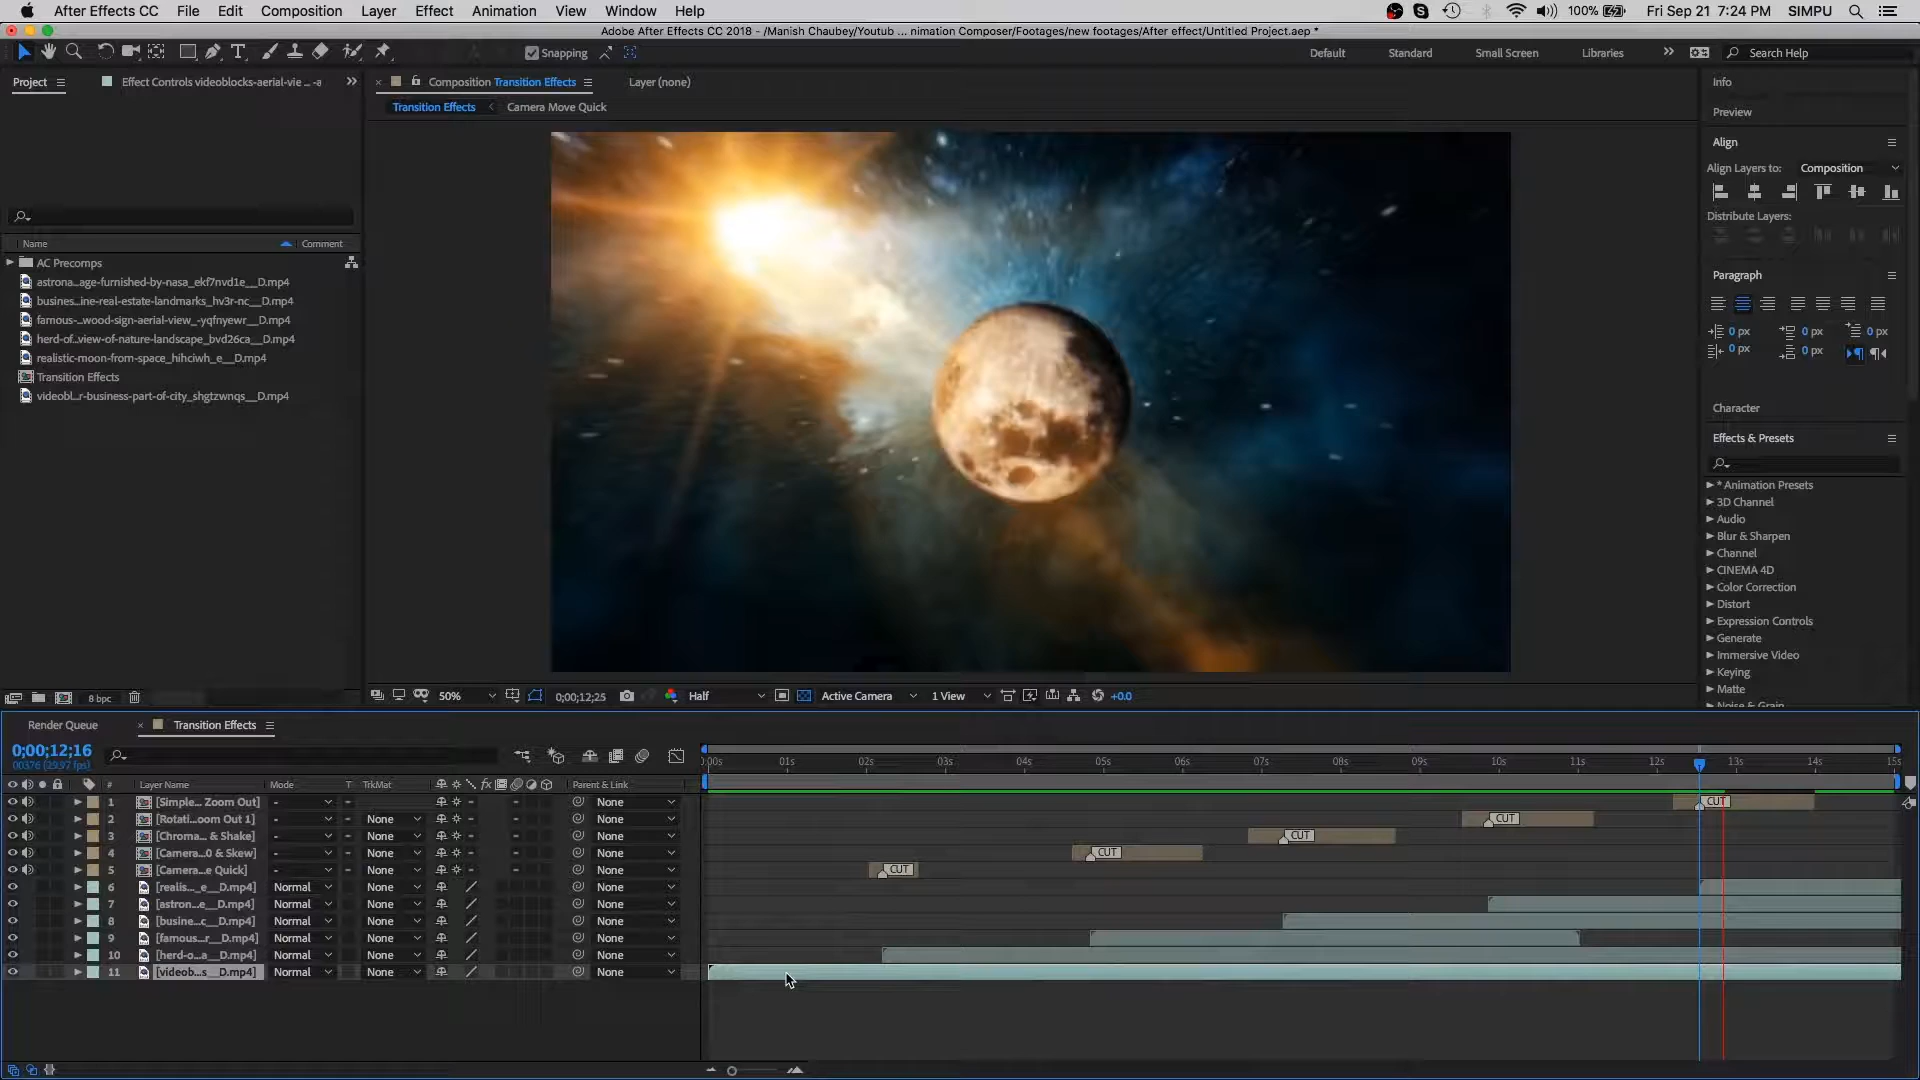 After Effects CC File Edit Composition Layer Effect Animation View Window Help 100% Fri Sep 21 7:24 PM SIMPU
Adobe After Effects CC 2018 - /Manish Chaubey/Youtub ... nimation Composer/Footages/new footages/After effect/Untitled Project.aep *
Snapping Default Standard Small Screen Libraries Search Help
Project Effect Controls videoblocks-aerial-vie ... -a Composition Transition Effects Layer (none)
Transition Effects Camera Move Quick
Name Comment
AC Precomps
astrona...age-furnished-by-nasa_ekf7nvd1e__D.mp4
busines...ine-real-estate-landmarks_hv3r-nc__D.mp4
famous-...wood-sign-aerial-view_-yqfnyewr__D.mp4
herd-of...view-of-nature-landscape_bvd26ca__D.mp4
realistic-moon-from-space_hihciwh_e__D.mp4
Transition Effects
videobl...r-business-part-of-city_shgtzwnqs__D.mp4
8 bpc
50% 0;00;12;25 Half Active Camera 1 View +0.0
Info
Preview
Align
Align Layers to: Composition
Distribute Layers:
Paragraph
0 px 0 px 0 px
0 px 0 px
Character
Effects & Presets
* Animation Presets
3D Channel
Audio
Blur & Sharpen
Channel
CINEMA 4D
Color Correction
Distort
Expression Controls
Generate
Immersive Video
Keying
Matte
Noise & Grain
Render Queue Transition Effects
0;00;12;16
00376 (29.97 fps)
# Layer Name Mode T TrkMat fx Parent & Link
0:00s 01s 02s 03s 04s 05s 06s 07s 08s 09s 10s 11s 12s 13s 14s 15s
1 [Simple... Zoom Out] - None CUT
2 [Rotati...oom Out 1] - None None CUT
3 [Chroma... & Shake] - None None CUT
4 [Camera...0 & Skew] - None None CUT
5 [Camera...e Quick] - None None CUT
6 [realis..._e__D.mp4] Normal None None
7 [astron...e__D.mp4] Normal None None
8 [busine...c__D.mp4] Normal None None
9 [famous...r__D.mp4] Normal None None
10 [herd-o...a__D.mp4] Normal None None
11 [videob...s__D.mp4] Normal None None